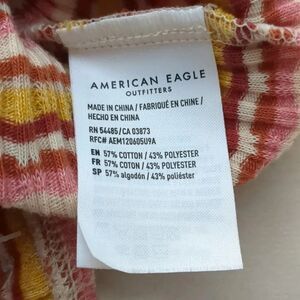 AMERICAN EAGLE
OUTFITTERS
MADE IN CHINA / FABRIQUÉ EN CHINE /
HECHO EN CHINA
RN 54485/CA 03873
RFC# AEM120605U9A
EN 57% COTTON / 43% POLYESTER
FR 57% COTON / 43% POLYESTER
SP 57% algodón / 43% poliéster